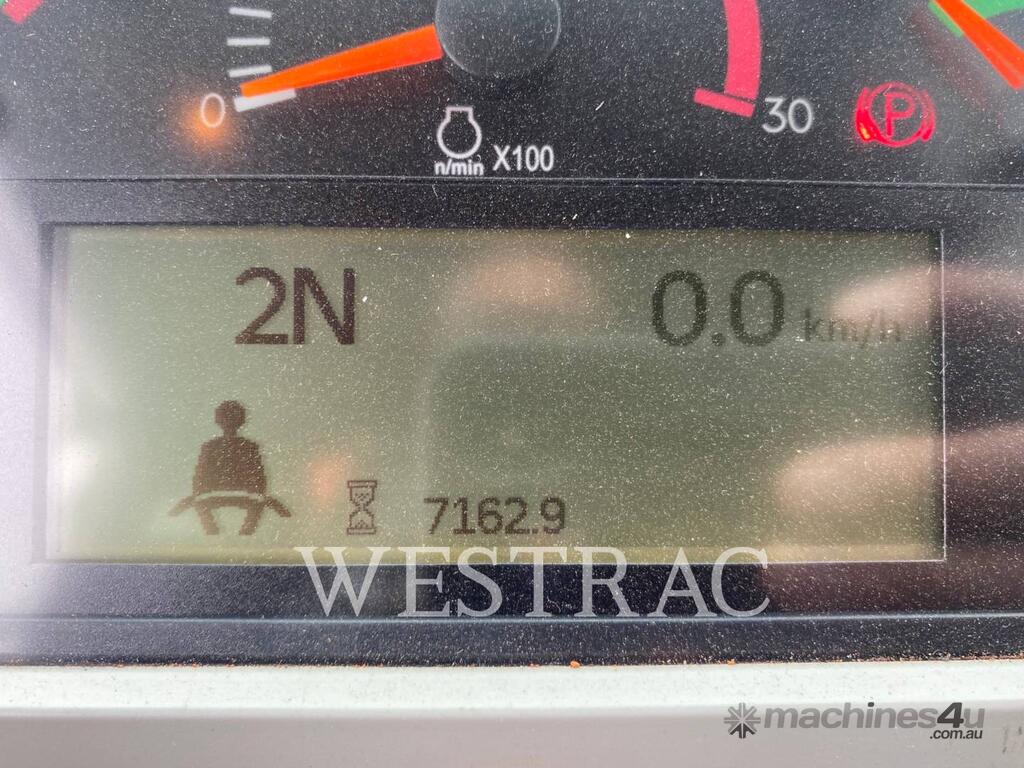 0
30
P
n/min X100
2N
0.0 km/h
7162.9
WESTRAC
machines4u
.com.au